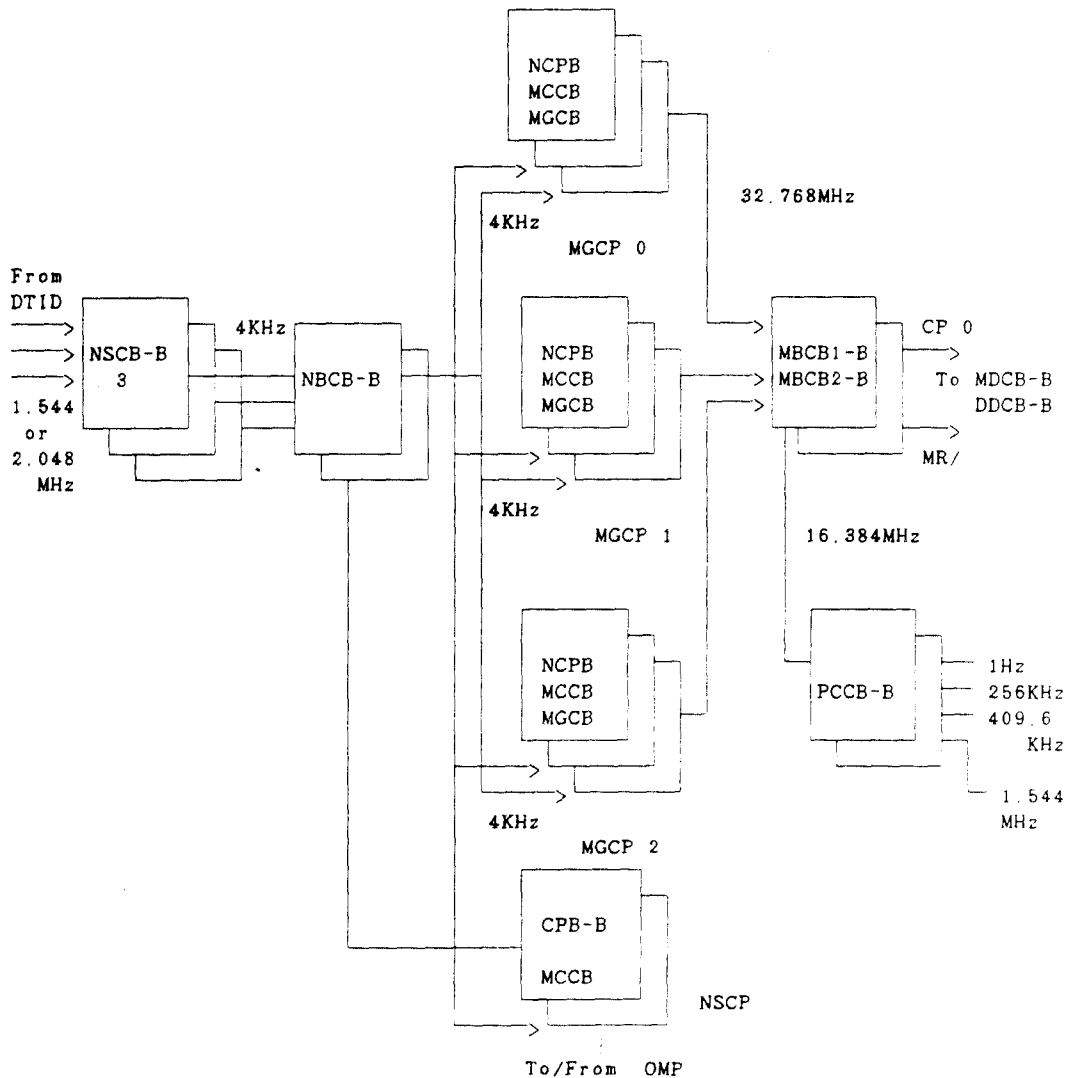 NCPB
MCCB
MGCB
32.768MHz
4KHz
MGCP 0
From
DTID
NSCB-B
3
1.544
or
2.048
MHz
4KHz
NBCB-B
NCPB
MCCB
MGCB
4KHz
MGCP 1
MBCB1-B
MBCB2-B
CP 0
To MDCB-B
DDCB-B
MR/
16.384MHz
NCPB
MCCB
MGCB
4KHz
MGCP 2
PCCB-B
1Hz
256KHz
409.6
KHz
1.544
MHz
CPB-B
MCCB
NSCP
To/From OMP